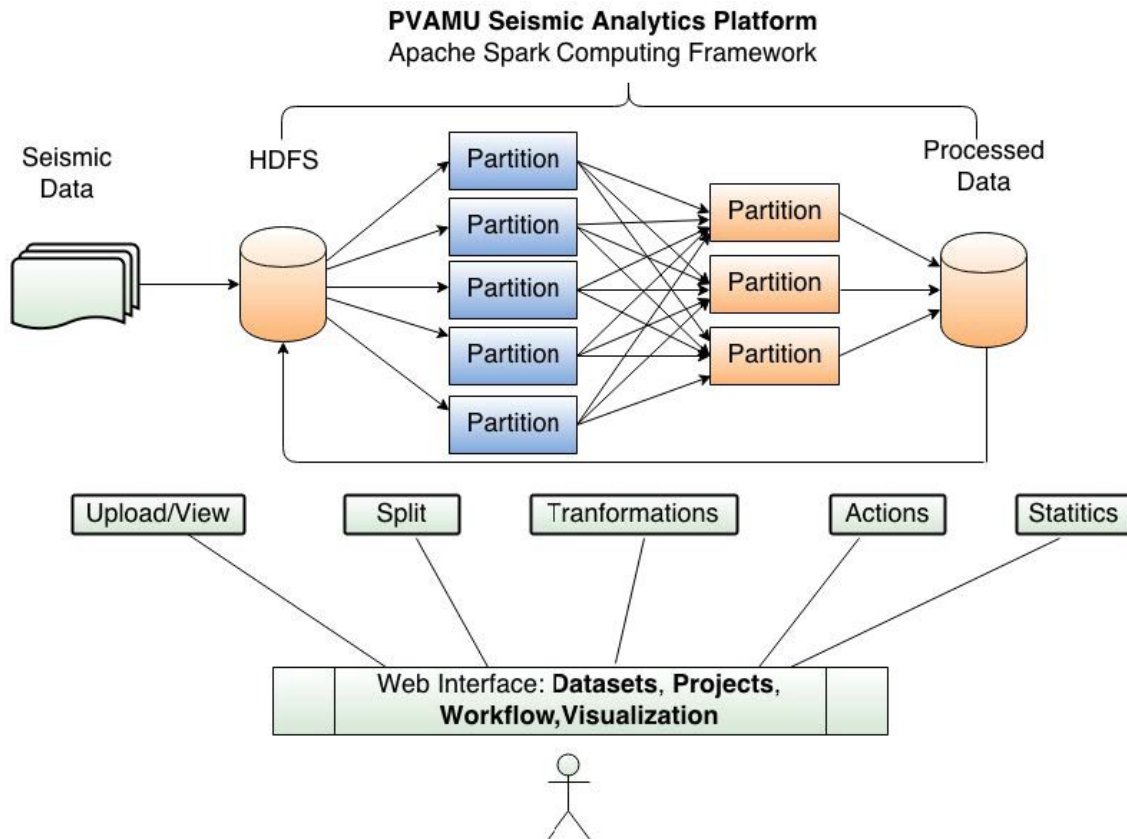 PVAMU Seismic Analytics Platform
Apache Spark Computing Framework
Seismic
Data
HDFS
Processed
Data
Partition
Partition
Partition
Partition
Partition
Partition
Partition
Partition
Upload/View
Split
Tranformations
Actions
Statitics
Web Interface: Datasets, Projects,
Workflow,Visualization